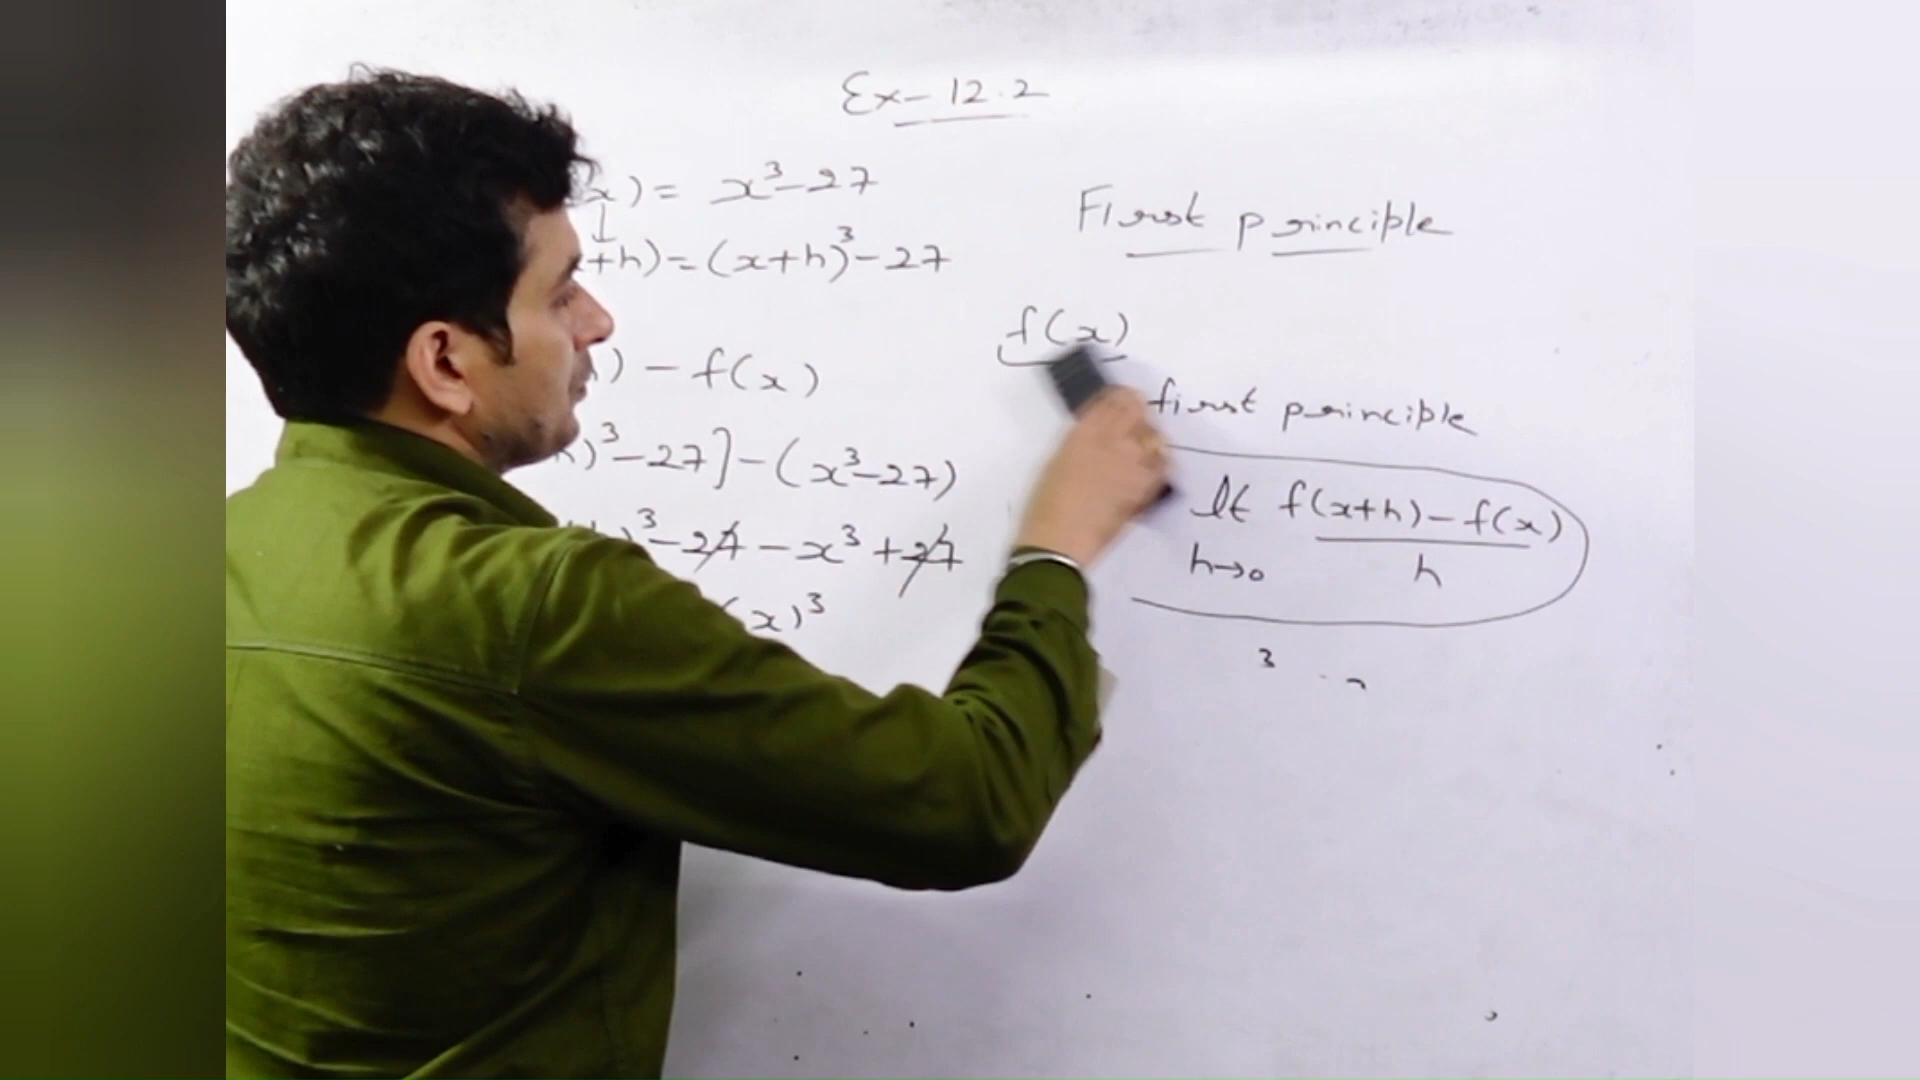 Ex-12.2
x) = x³-27
x+h) = (x+h)³-27
) - f(x)
)³-27] - (x³-27)
)³-27 - x³+27
(x)³
First principle
f(x)
first principle
lt f(x+h)-f(x)
h→0 h
3